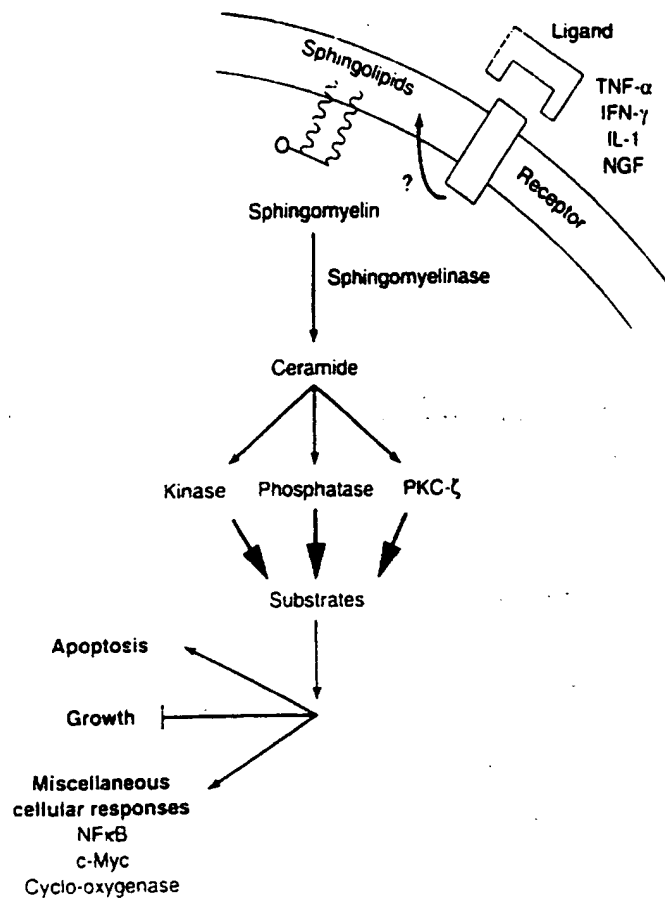 Ligand
Sphingolipids
TNF-α
IFN-γ
IL-1
NGF
?
Receptor
Sphingomyelin
Sphingomyelinase
Ceramide
Kinase Phosphatase PKC-ζ
Substrates
Apoptosis
Growth
Miscellaneous
cellular responses
NFκB
c-Myc
Cyclo-oxygenase